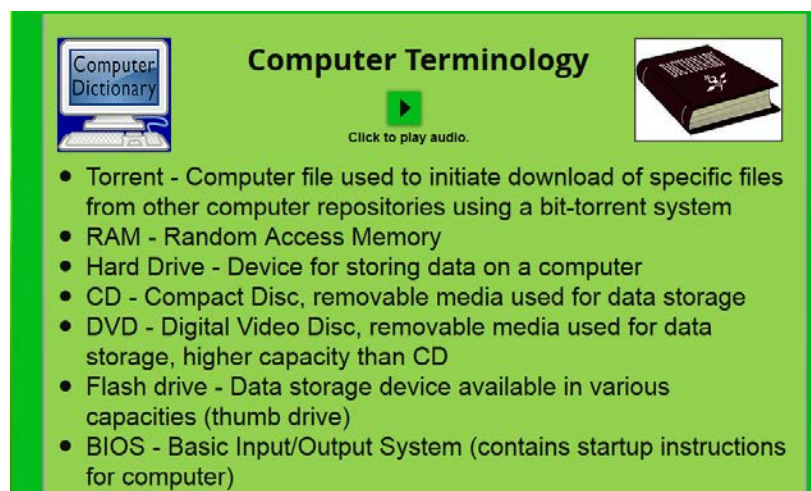 Computer
Dictionary
Computer Terminology
DICTIONARY
Click to play audio.
• Torrent - Computer file used to initiate download of specific files
from other computer repositories using a bit-torrent system
• RAM - Random Access Memory
• Hard Drive - Device for storing data on a computer
• CD - Compact Disc, removable media used for data storage
• DVD - Digital Video Disc, removable media used for data
storage, higher capacity than CD
• Flash drive - Data storage device available in various
capacities (thumb drive)
• BIOS - Basic Input/Output System (contains startup instructions
for computer)